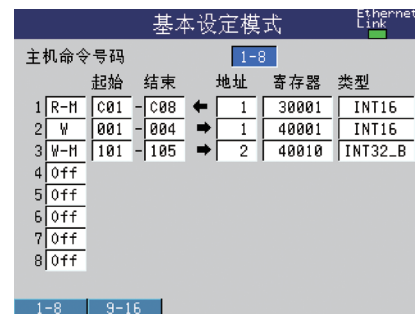 基本设定模式
Ethernet
Link
主机命令号码 1-8
起始 结束 地址 寄存器 类型
1 R-M C01 - C08 ← 1 30001 INT16
2 W 001 - 004 → 1 40001 INT16
3 W-M 101 - 105 → 2 40010 INT32_B
4 Off
5 Off
6 Off
7 Off
8 Off
1-8 9-16